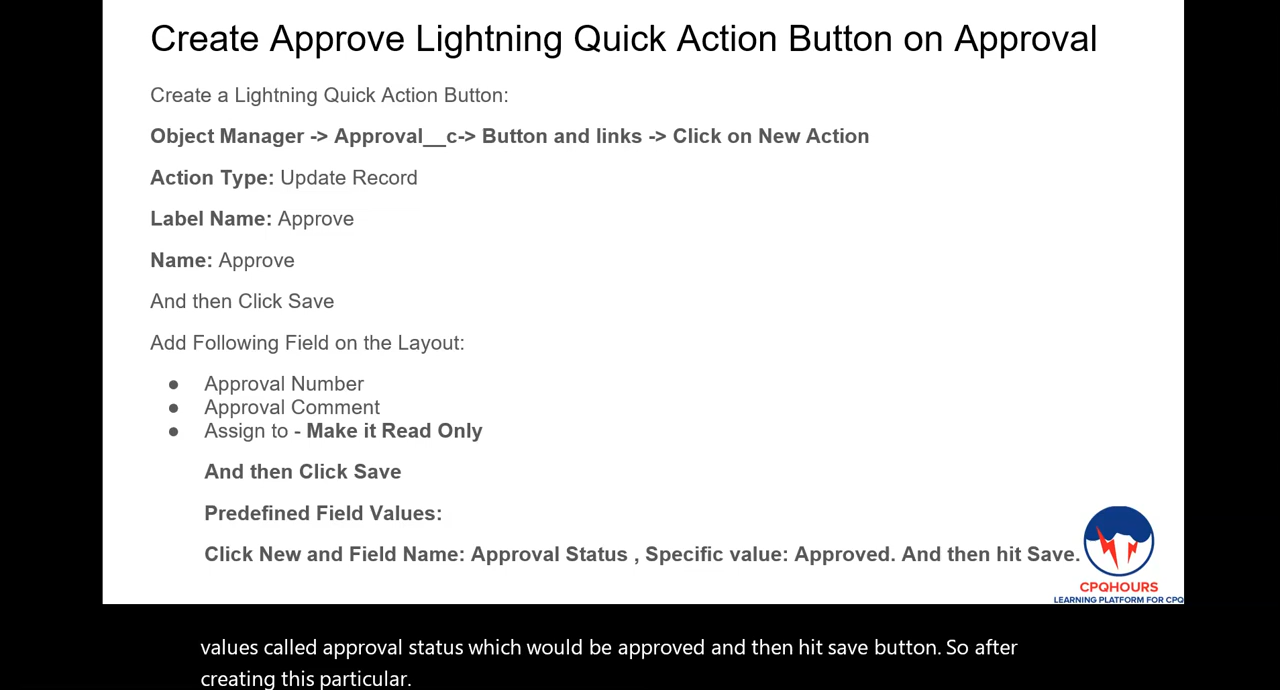 Create Approve Lightning Quick Action Button on Approval
Create a Lightning Quick Action Button:
Object Manager -> Approval__c-> Button and links -> Click on New Action
Action Type: Update Record
Label Name: Approve
Name: Approve
And then Click Save
Add Following Field on the Layout:
● Approval Number
● Approval Comment
● Assign to - Make it Read Only
And then Click Save
Predefined Field Values:
Click New and Field Name: Approval Status , Specific value: Approved. And then hit Save.
CPQHOURS
LEARNING PLATFORM FOR CPQ
values called approval status which would be approved and then hit save button. So after
creating this particular.